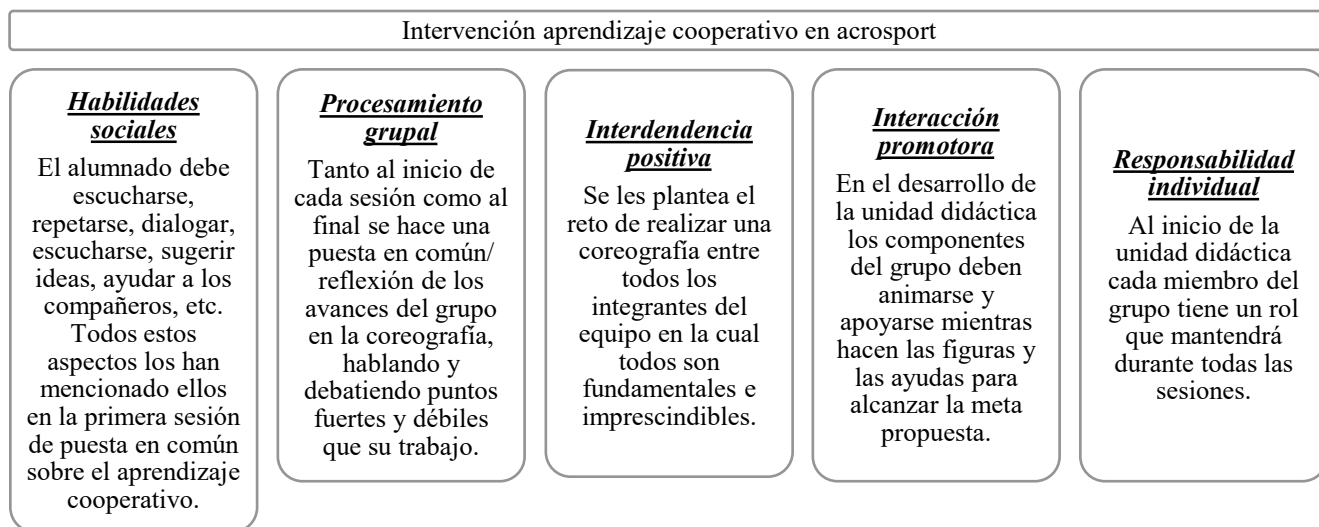 Intervención aprendizaje cooperativo en acrosport
Habilidades
sociales
El alumnado debe
escucharse,
repetarse, dialogar,
escucharse, sugerir
ideas, ayudar a los
compañeros, etc.
Todos estos
aspectos los han
mencionado ellos
en la primera sesión
de puesta en común
sobre el aprendizaje
cooperativo.
Procesamiento
grupal
Tanto al inicio de
cada sesión como al
final se hace una
puesta en común/
reflexión de los
avances del grupo
en la coreografía,
hablando y
debatiendo puntos
fuertes y débiles
que su trabajo.
Interdendencia
positiva
Se les plantea el
reto de realizar una
coreografía entre
todos los
integrantes del
equipo en la cual
todos son
fundamentales e
imprescindibles.
Interacción
promotora
En el desarrollo de
la unidad didáctica
los componentes
del grupo deben
animarse y
apoyarse mientras
hacen las figuras y
las ayudas para
alcanzar la meta
propuesta.
Responsabilidad
individual
Al inicio de la
unidad didáctica
cada miembro del
grupo tiene un rol
que mantendrá
durante todas las
sesiones.